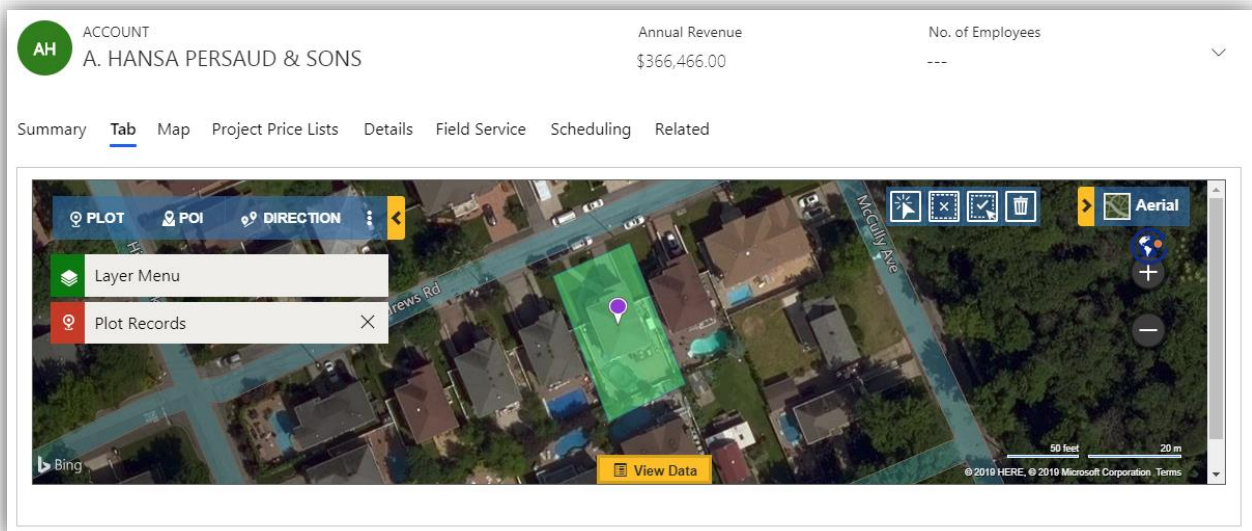 AH
ACCOUNT
A. HANSA PERSAUD & SONS
Annual Revenue
$366,466.00
No. of Employees
---
Summary Tab Map Project Price Lists Details Field Service Scheduling Related
PLOT POI DIRECTION
Aerial
McCully Ave
Layer Menu
Plot Records
Bing
View Data
50 feet 20 m
© 2019 HERE, © 2019 Microsoft Corporation Terms